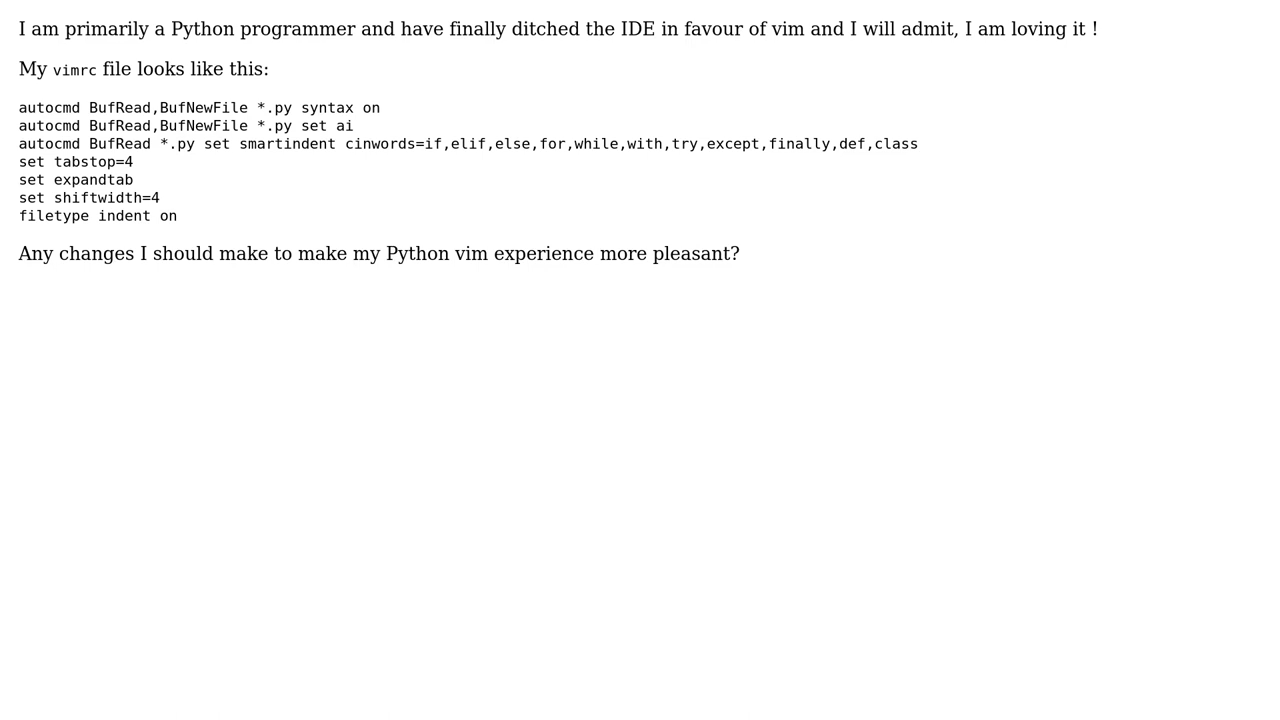 I am primarily a Python programmer and have finally ditched the IDE in favour of vim and I will admit, I am loving it !
My vimrc file looks like this:
autocmd BufRead,BufNewFile *.py syntax on
autocmd BufRead,BufNewFile *.py set ai
autocmd BufRead *.py set smartindent cinwords=if,elif,else,for,while,with,try,except,finally,def,class
set tabstop=4
set expandtab
set shiftwidth=4
filetype indent on
Any changes I should make to make my Python vim experience more pleasant?